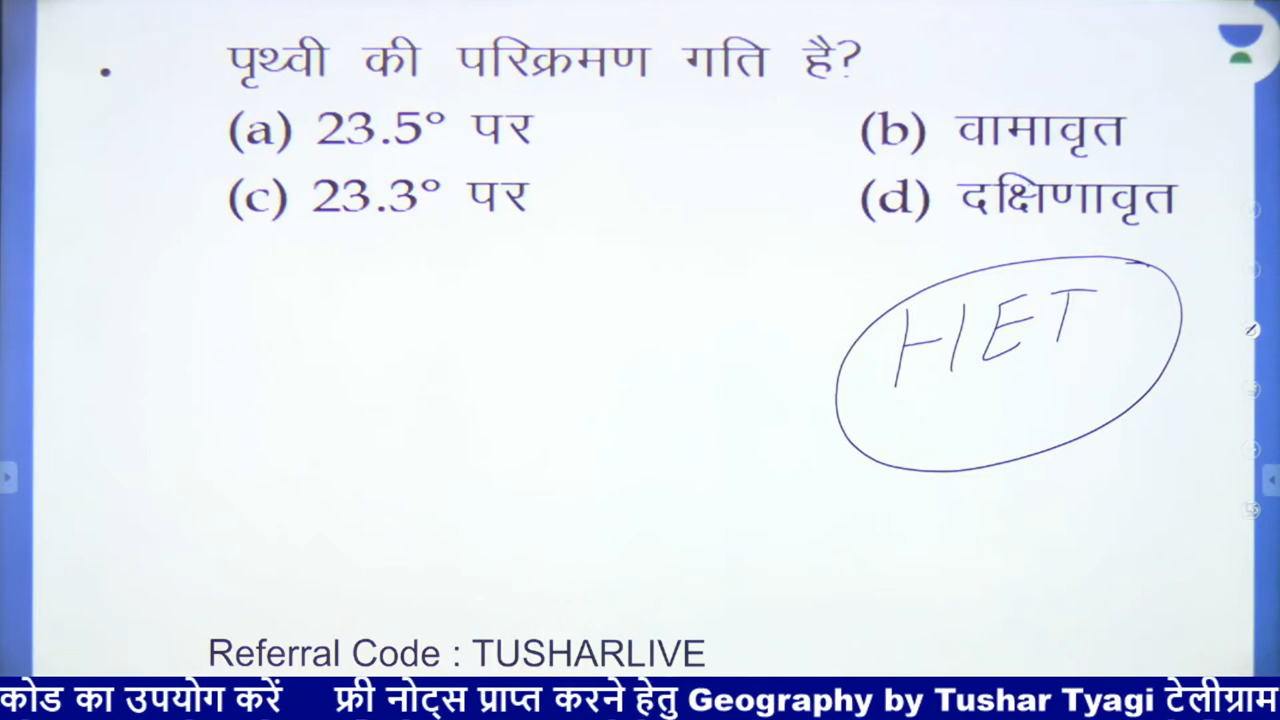 . पृथ्वी की परिक्रमण गति है?
(a) 23.5° पर (b) वामावृत
(c) 23.3° पर (d) दक्षिणावृत
HET
Referral Code : TUSHARLIVE
कोड का उपयोग करें फ्री नोट्स प्राप्त करने हेतु Geography by Tushar Tyagi टेलीग्राम